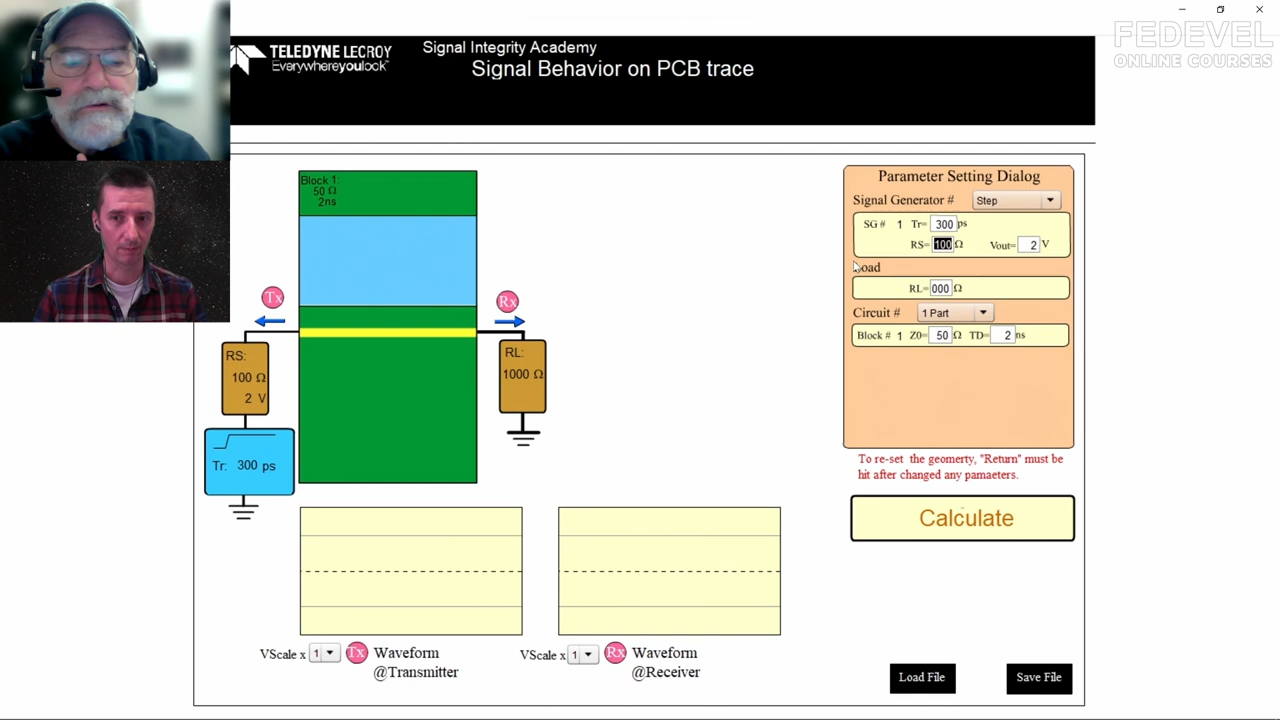 FEDEVEL
ONLINE COURSES
TELEDYNE LECROY
Everywhereyoulook™
Signal Integrity Academy
Signal Behavior on PCB trace
Block 1:
50 Ω
2ns
Tx
Rx
RS:
100 Ω
2 V
Tr: 300 ps
RL:
1000 Ω
Parameter Setting Dialog
Signal Generator # Step
SG # 1 Tr= 300 ps
RS= 100 Ω Vout= 2 V
Load
RL= 000 Ω
Circuit # 1 Part
Block # 1 Z0= 50 Ω TD= 2 ns
To re-set the geomerty, "Return" must be
hit after changed any pamaeters.
Calculate
VScale x 1 Tx Waveform
@Transmitter
VScale x 1 Rx Waveform
@Receiver
Load File
Save File